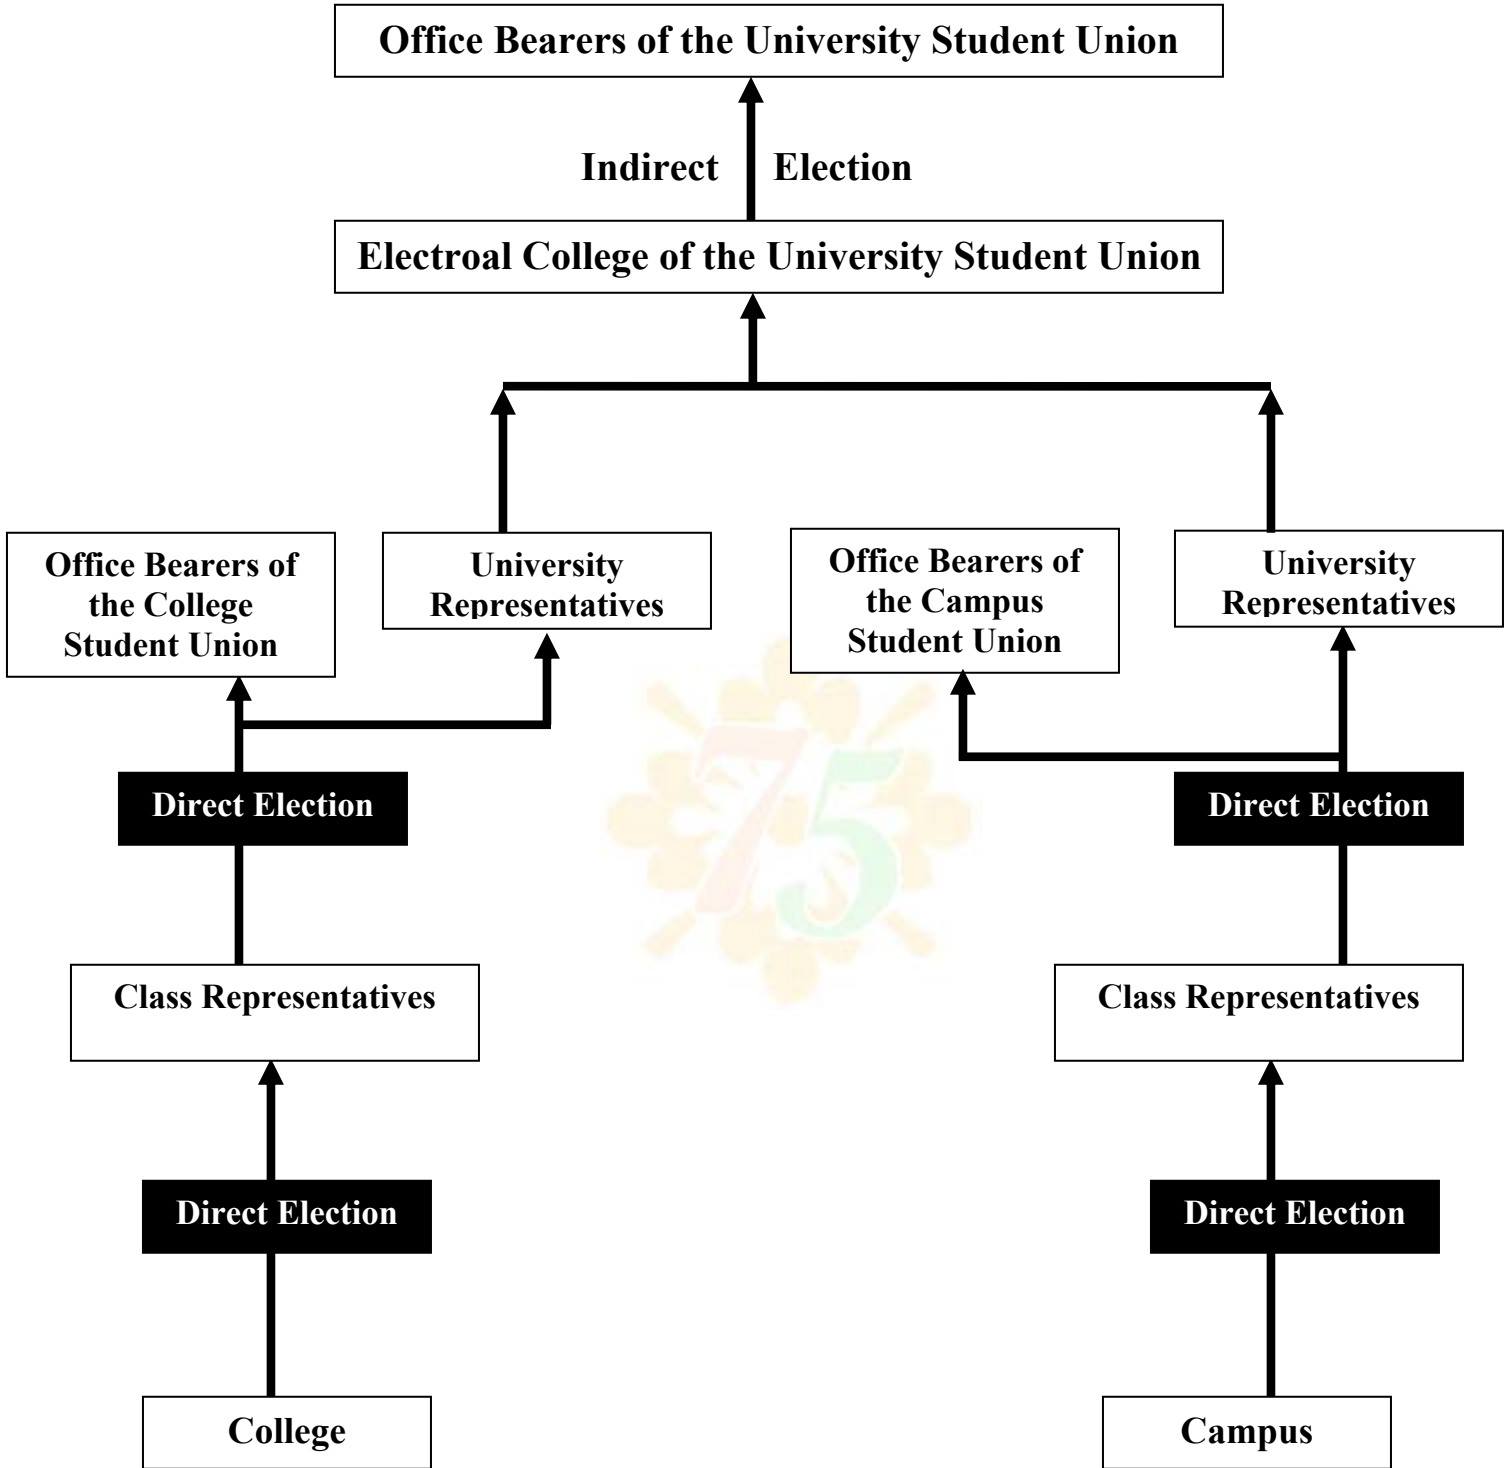 Office Bearers of the University Student Union
Indirect Election
Electroal College of the University Student Union
Office Bearers of
the College
Student Union
University
Representatives
Office Bearers of
the Campus
Student Union
University
Representatives
Direct Election
Direct Election
75
Class Representatives
Class Representatives
Direct Election
Direct Election
College
Campus